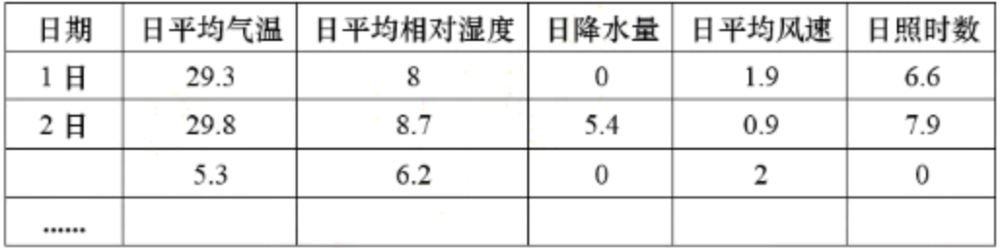 日期 日平均气温 日平均相对湿度 日降水量 日平均风速 日照时数
1 日 29.3 8 0 1.9 6.6
2 日 29.8 8.7 5.4 0.9 7.9
5.3 6.2 0 2 0
......